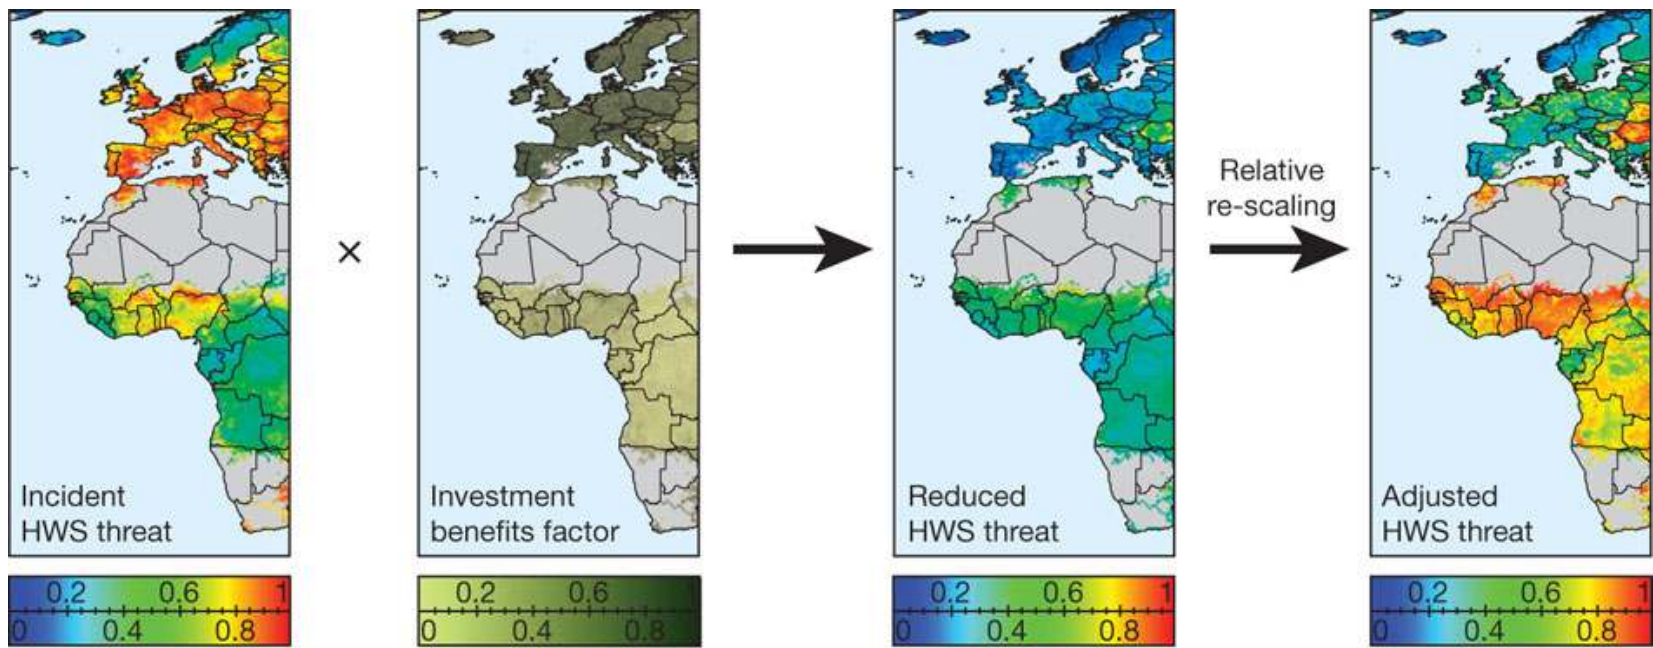 Incident
HWS threat
×
Investment
benefits factor
Reduced
HWS threat
Relative
re-scaling
Adjusted
HWS threat
0 0.2 0.4 0.6 0.8 1
0 0.2 0.4 0.6 0.8
0 0.2 0.4 0.6 0.8 1
0 0.2 0.4 0.6 0.8 1